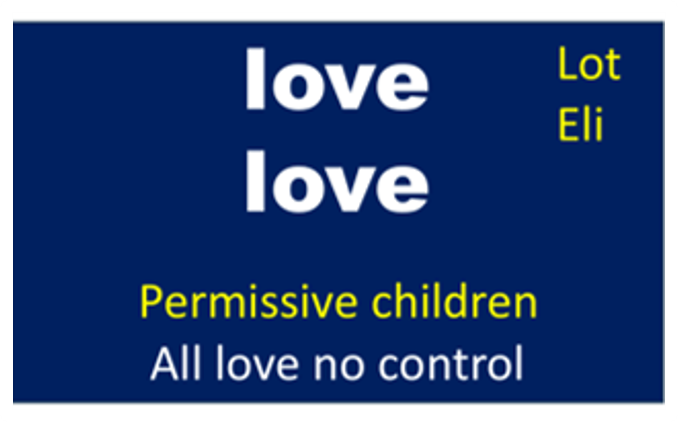 love
Lot
Eli
love
Permissive children
All love no control